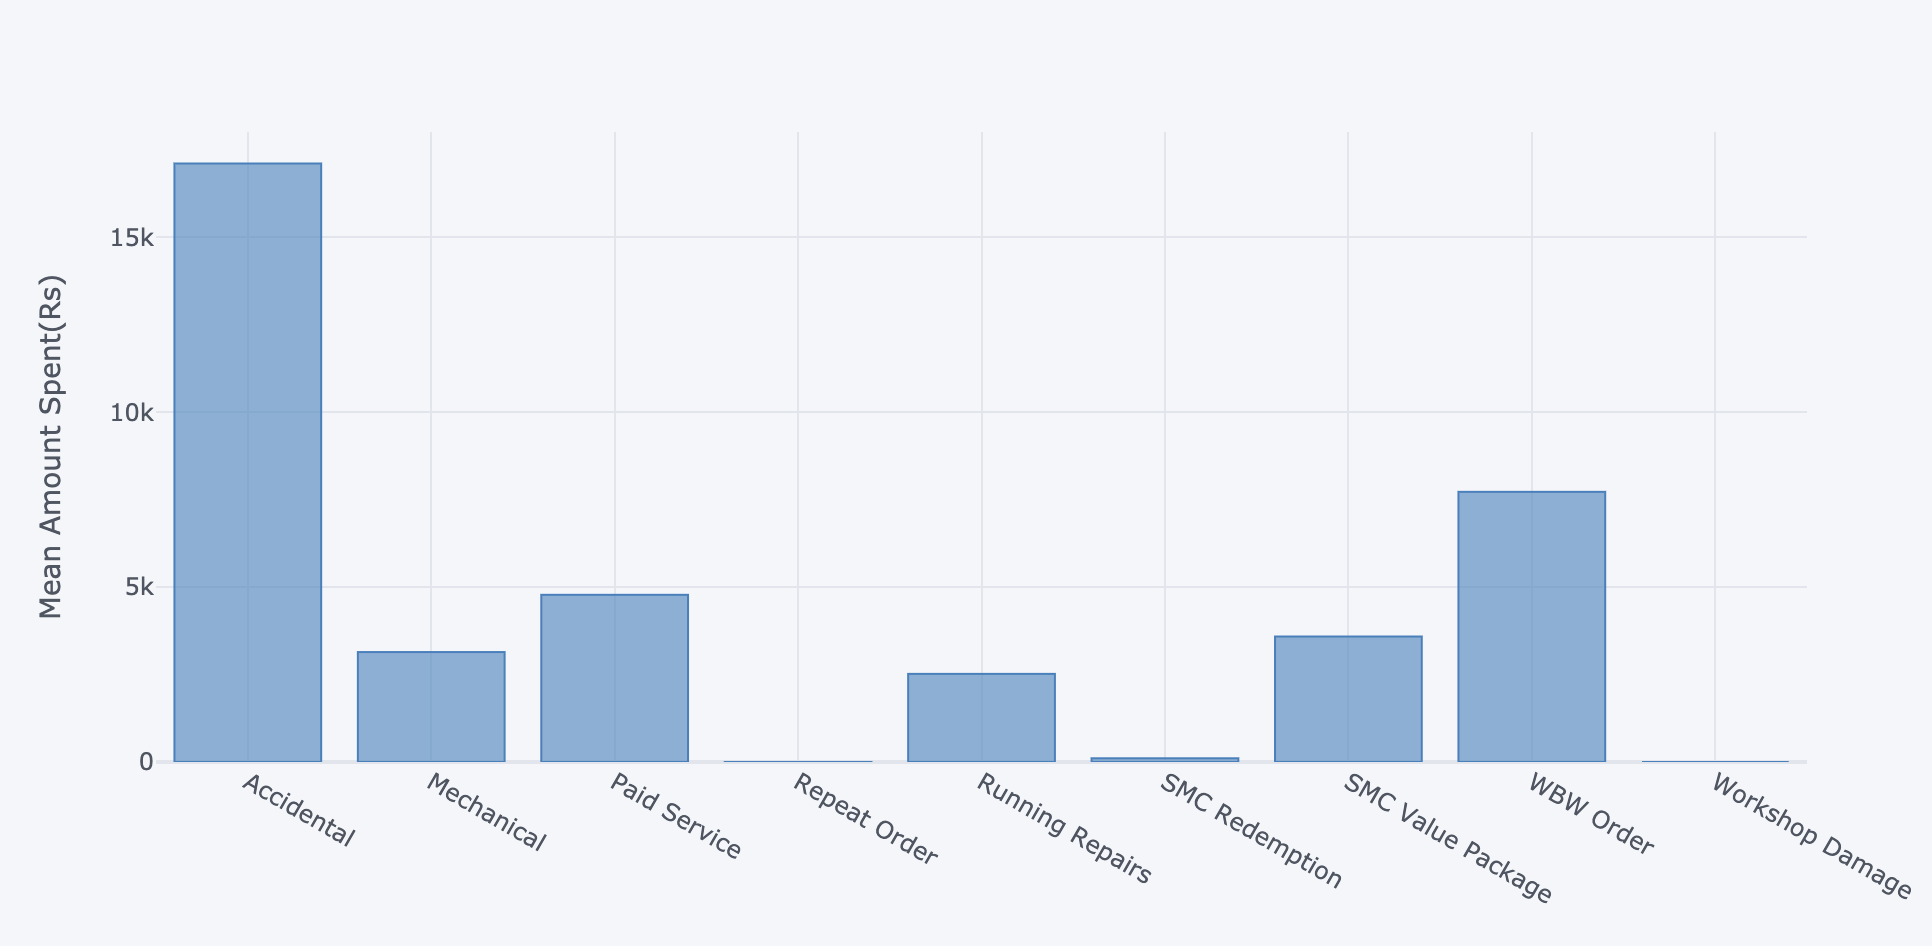 Mean Amount Spent(Rs)
15k
10k
5k
0
Accidental
Mechanical
Paid Service
Repeat Order
Running Repairs
SMC Redemption
SMC Value Package
WBW Order
Workshop Damage